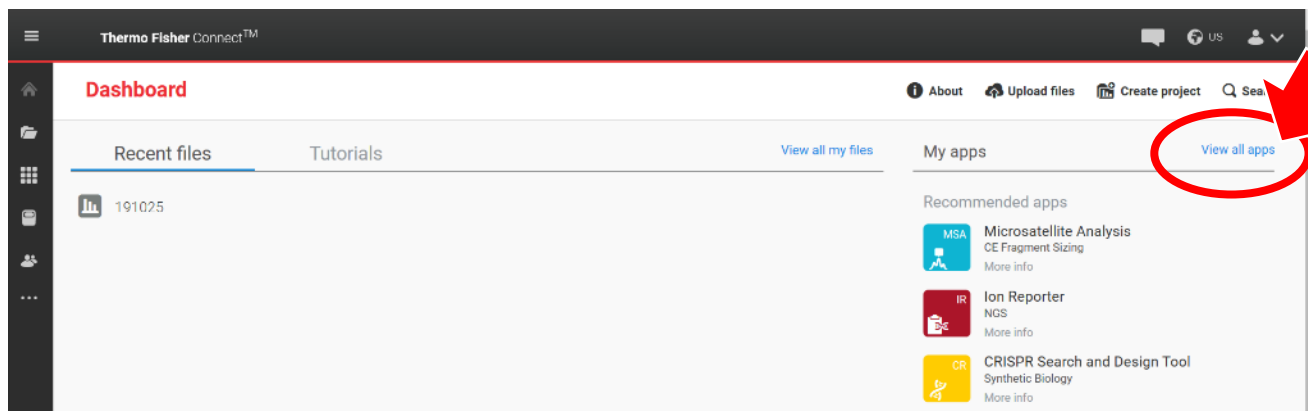 Thermo Fisher Connect™
US
Dashboard
About
Upload files
Create project
Recent files
Tutorials
View all my files
My apps
View all apps
191025
Recommended apps
MSA
Microsatellite Analysis
CE Fragment Sizing
More info
IR
Ion Reporter
NGS
More info
CR
CRISPR Search and Design Tool
Synthetic Biology
More info